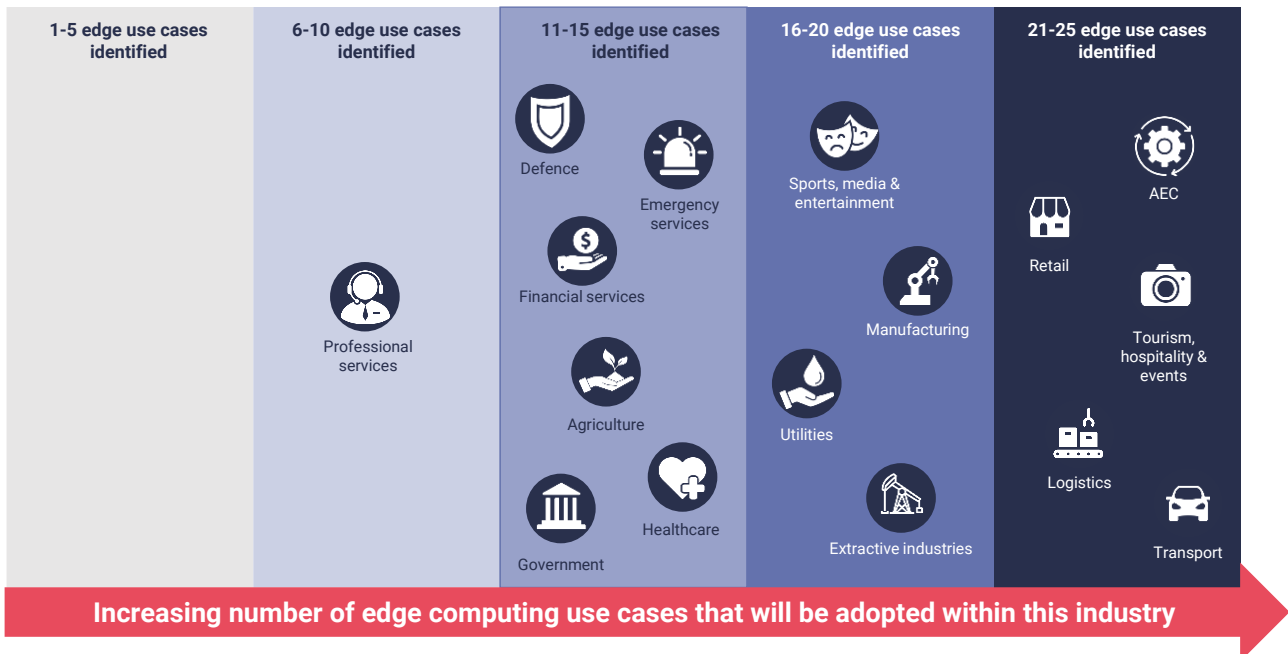 1-5 edge use cases
identified
6-10 edge use cases
identified
11-15 edge use cases
identified
16-20 edge use cases
identified
21-25 edge use cases
identified
Professional
services
Defence
Emergency
services
$
Financial services
Agriculture
Healthcare
Government
Sports, media &
entertainment
Manufacturing
Utilities
Extractive industries
AEC
Retail
Tourism,
hospitality &
events
Logistics
Transport
Increasing number of edge computing use cases that will be adopted within this industry